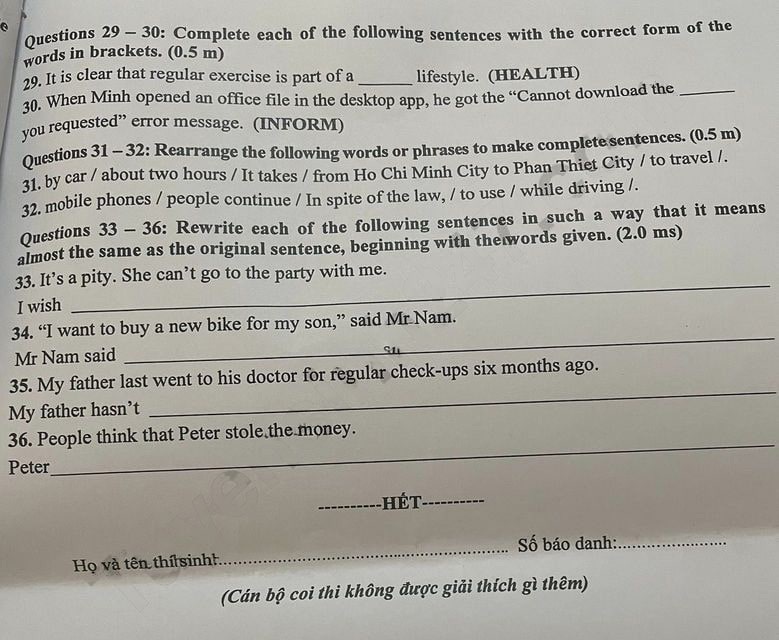 Questions 29 – 30: Complete each of the following sentences with the correct form of the
words in brackets. (0.5 m)
29. It is clear that regular exercise is part of a ______ lifestyle. (HEALTH)
30. When Minh opened an office file in the desktop app, he got the “Cannot download the ______
you requested” error message. (INFORM)
Questions 31 – 32: Rearrange the following words or phrases to make complete sentences. (0.5 m)
31. by car / about two hours / It takes / from Ho Chi Minh City to Phan Thiet City / to travel /.
32. mobile phones / people continue / In spite of the law, / to use / while driving /.
Questions 33 – 36: Rewrite each of the following sentences in such a way that it means
almost the same as the original sentence, beginning with the words given. (2.0 ms)
33. It’s a pity. She can’t go to the party with me.
I wish ______
34. “I want to buy a new bike for my son,” said Mr Nam.
Mr Nam said ______
35. My father last went to his doctor for regular check-ups six months ago.
My father hasn’t ______
36. People think that Peter stole the money.
Peter ______
----------HẾT----------
Họ và tên thí sinh:........................................ Số báo danh:....................
(Cán bộ coi thi không được giải thích gì thêm)